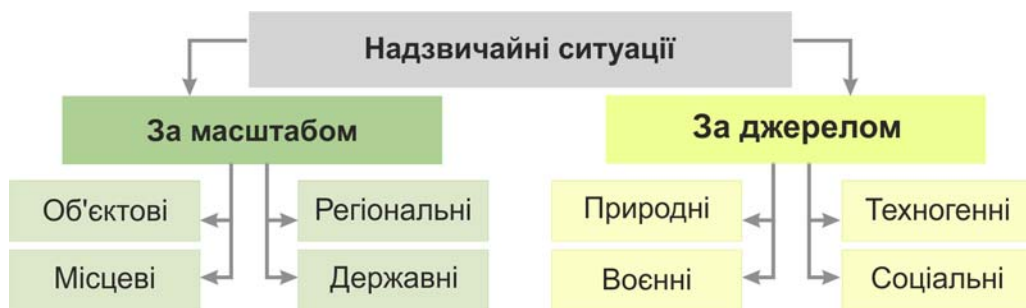 Надзвичайні ситуації
За масштабом
Об'єктові
Регіональні
Місцеві
Державні
За джерелом
Природні
Техногенні
Воєнні
Соціальні